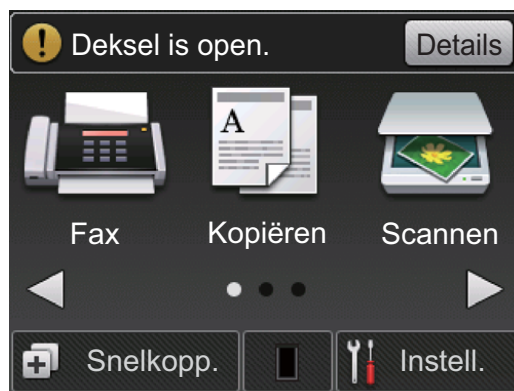 Deksel is open. Details
A
Fax Kopiëren Scannen
Snelkopp. Instell.